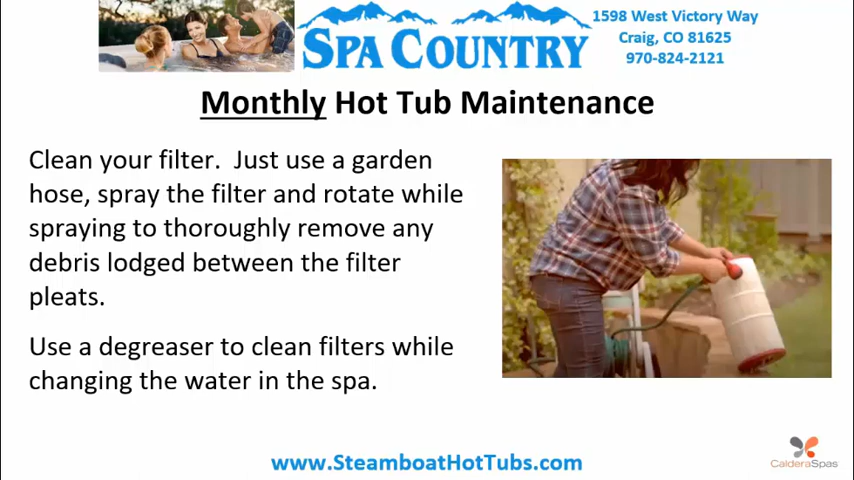 SPA COUNTRY
1598 West Victory Way
Craig, CO 81625
970-824-2121
Monthly Hot Tub Maintenance
Clean your filter.  Just use a garden
hose, spray the filter and rotate while
spraying to thoroughly remove any
debris lodged between the filter
pleats.
Use a degreaser to clean filters while
changing the water in the spa.
www.SteamboatHotTubs.com
CalderaSpas